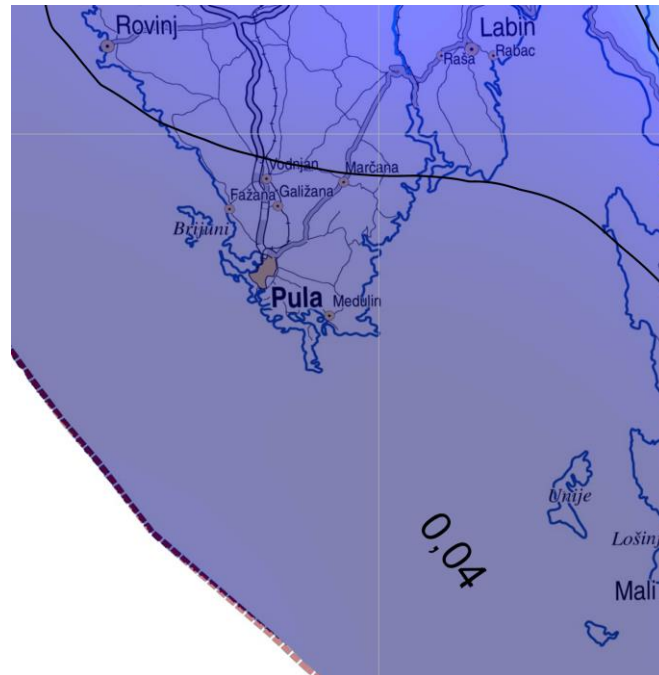 Rovinj
Labin
Raša
Rabac
Vodnjan
Marčana
Fažana
Galižana
Brijuni
Pula
Medulin
Unije
0,04
Lošinj
Mali